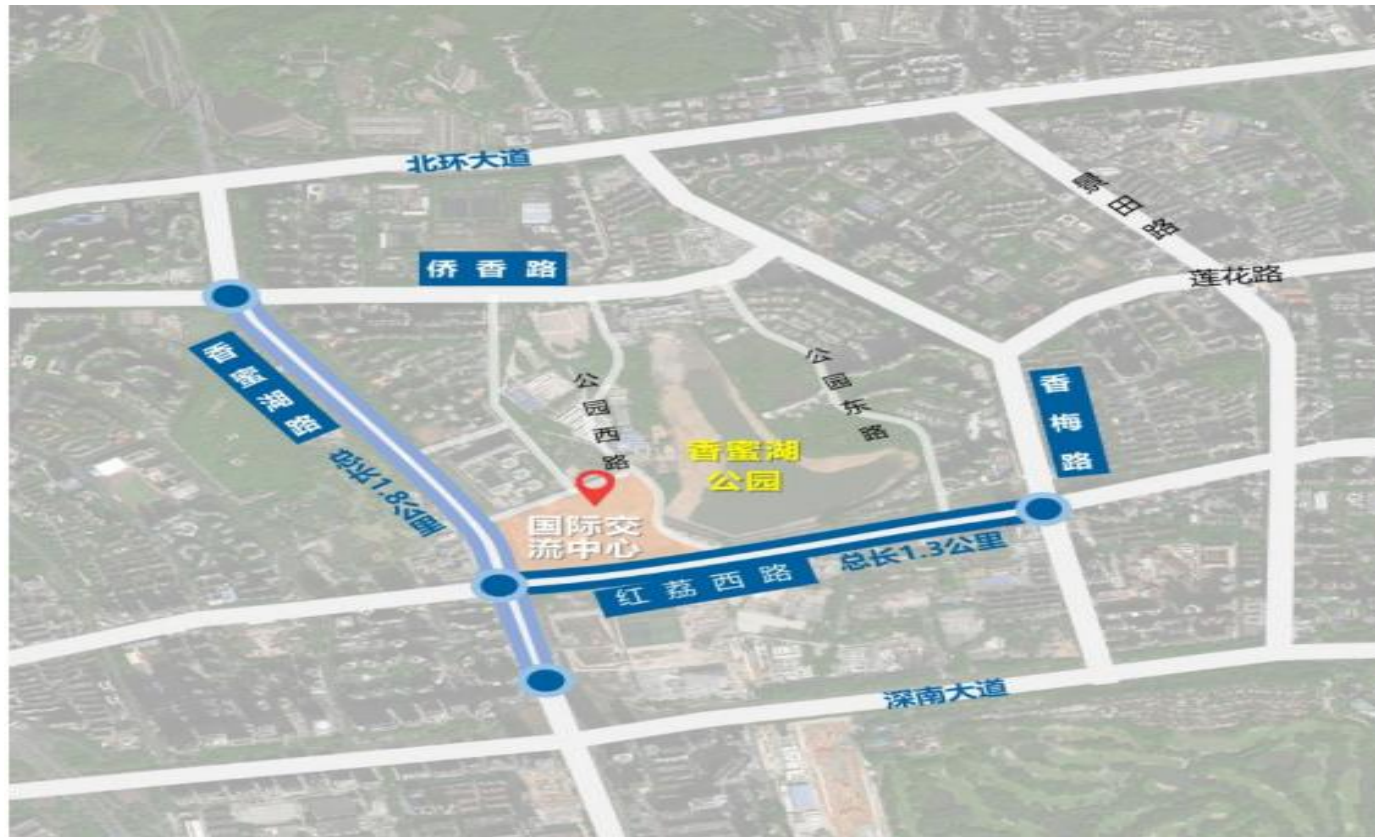 北环大道
景田路
侨香路
莲花路
香蜜湖路
公园西路
公园东路
香梅路
总长1.8公里
香蜜湖
公园
国际交
流中心
总长1.3公里
红荔西路
深南大道